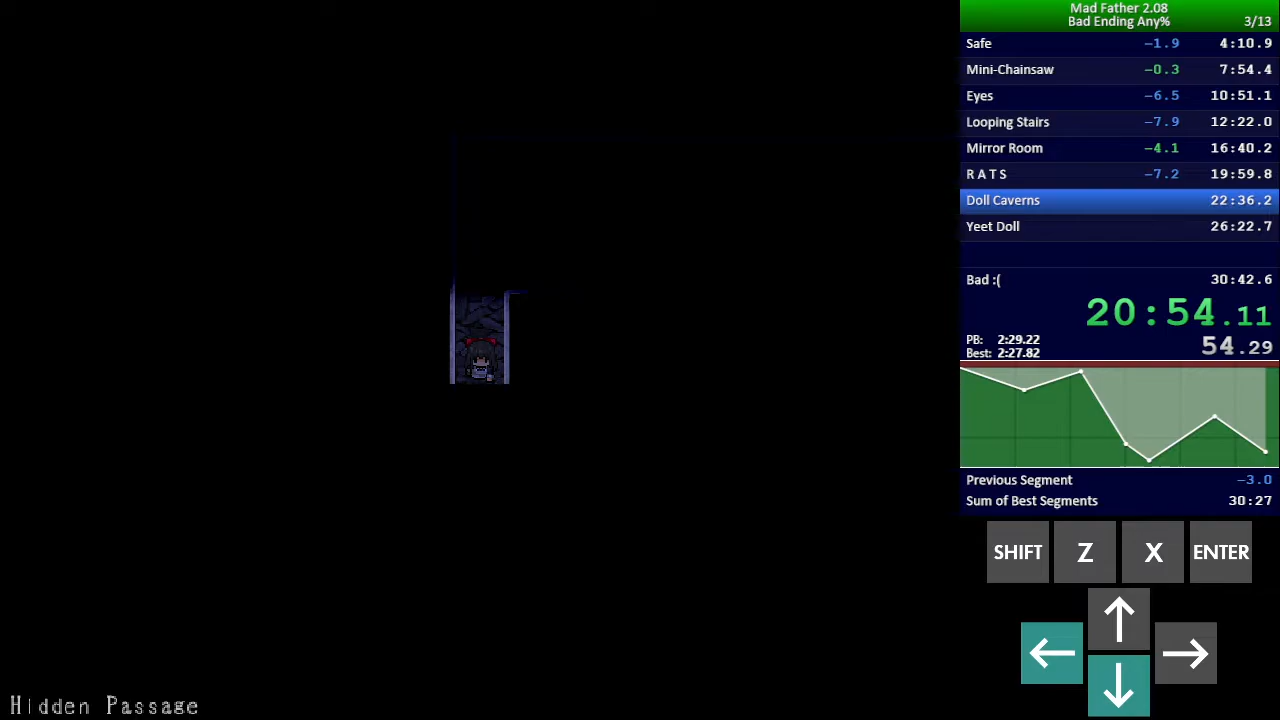 Mad Father 2.08
Bad Ending Any%
3/13
Safe −1.9 4:10.9
Mini-Chainsaw −0.3 7:54.4
Eyes −6.5 10:51.1
Looping Stairs −7.9 12:22.0
Mirror Room −4.1 16:40.2
R A T S −7.2 19:59.8
Doll Caverns 22:36.2
Yeet Doll 26:22.7
Bad :( 30:42.6
20:54.11
PB: 2:29.22
Best: 2:27.82
54.29
Previous Segment −3.0
Sum of Best Segments 30:27
SHIFT Z X ENTER
Hidden Passage